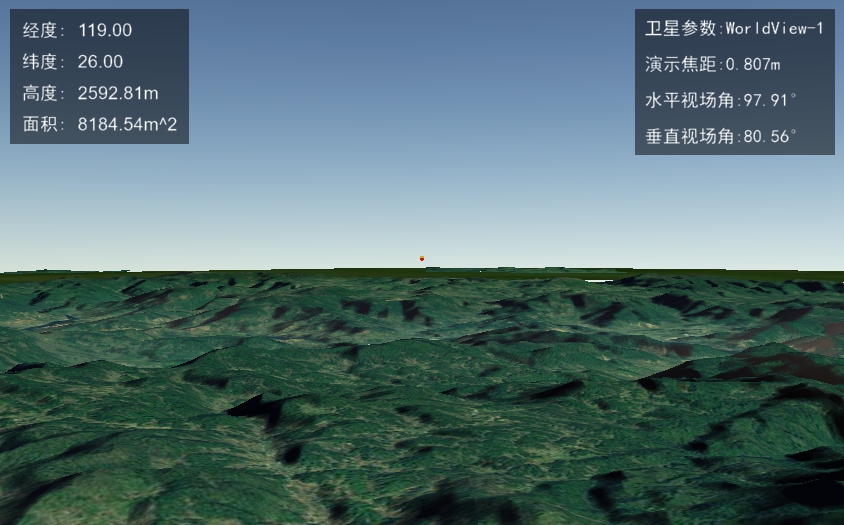 经度: 119.00
纬度: 26.00
高度: 2592.81m
面积: 8184.54m^2
卫星参数:WorldView-1
演示焦距:0.807m
水平视场角:97.91°
垂直视场角:80.56°